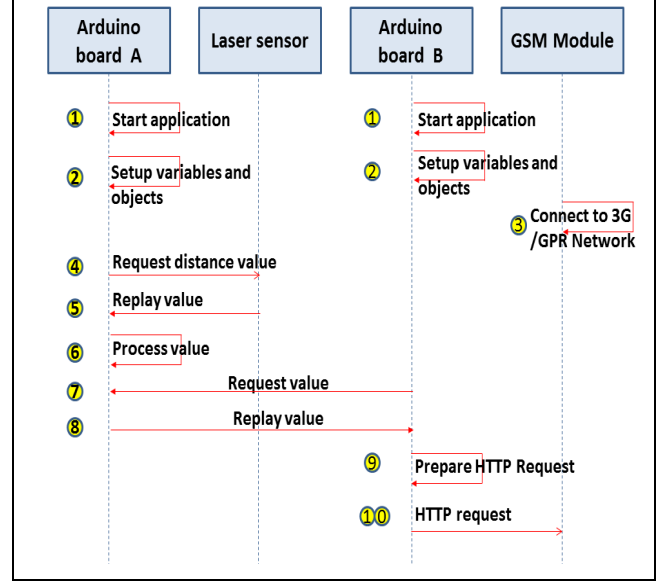 Arduino
board A
Laser sensor
Arduino
board B
GSM Module
1 Start application
1 Start application
2 Setup variables and
objects
2 Setup variables and
objects
3 Connect to 3G
/GPR Network
4 Request distance value
5 Replay value
6 Process value
7 Request value
8 Replay value
9 Prepare HTTP Request
10 HTTP request